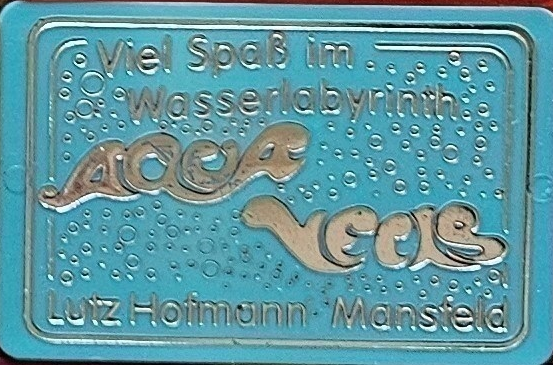 Viel Spaß im
Wasserlabyrinth
AQUA
VEELS
Lutz Hofmann Mansfeld